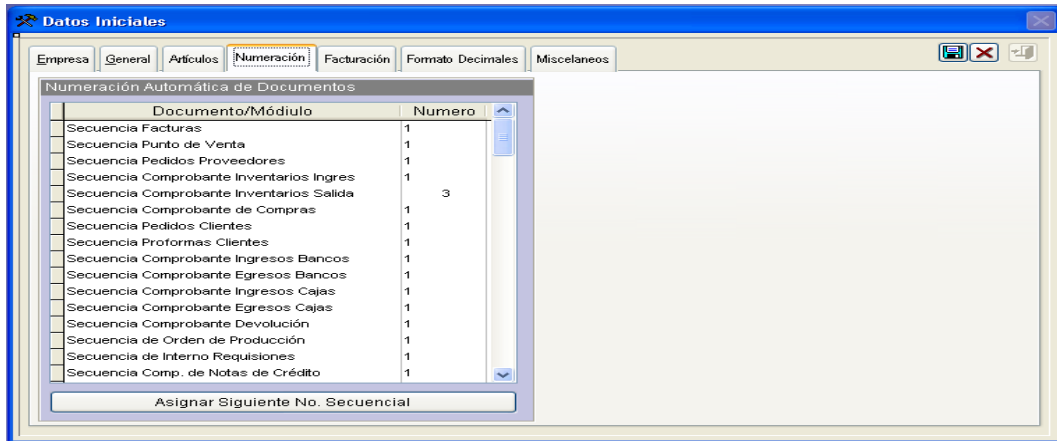 Datos Iniciales
Empresa General Artículos Numeración Facturación Formato Decimales Miscelaneos
Numeración Automática de Documentos
Documento/Módiulo Numero
Secuencia Facturas 1
Secuencia Punto de Venta 1
Secuencia Pedidos Proveedores 1
Secuencia Comprobante Inventarios Ingres 1
Secuencia Comprobante Inventarios Salida 3
Secuencia Comprobante de Compras 1
Secuencia Pedidos Clientes 1
Secuencia Proformas Clientes 1
Secuencia Comprobante Ingresos Bancos 1
Secuencia Comprobante Egresos Bancos 1
Secuencia Comprobante Ingresos Cajas 1
Secuencia Comprobante Egresos Cajas 1
Secuencia Comprobante Devolución 1
Secuencia de Orden de Producción 1
Secuencia de Interno Requisiones 1
Secuencia Comp. de Notas de Crédito 1
Asignar Siguiente No. Secuencial